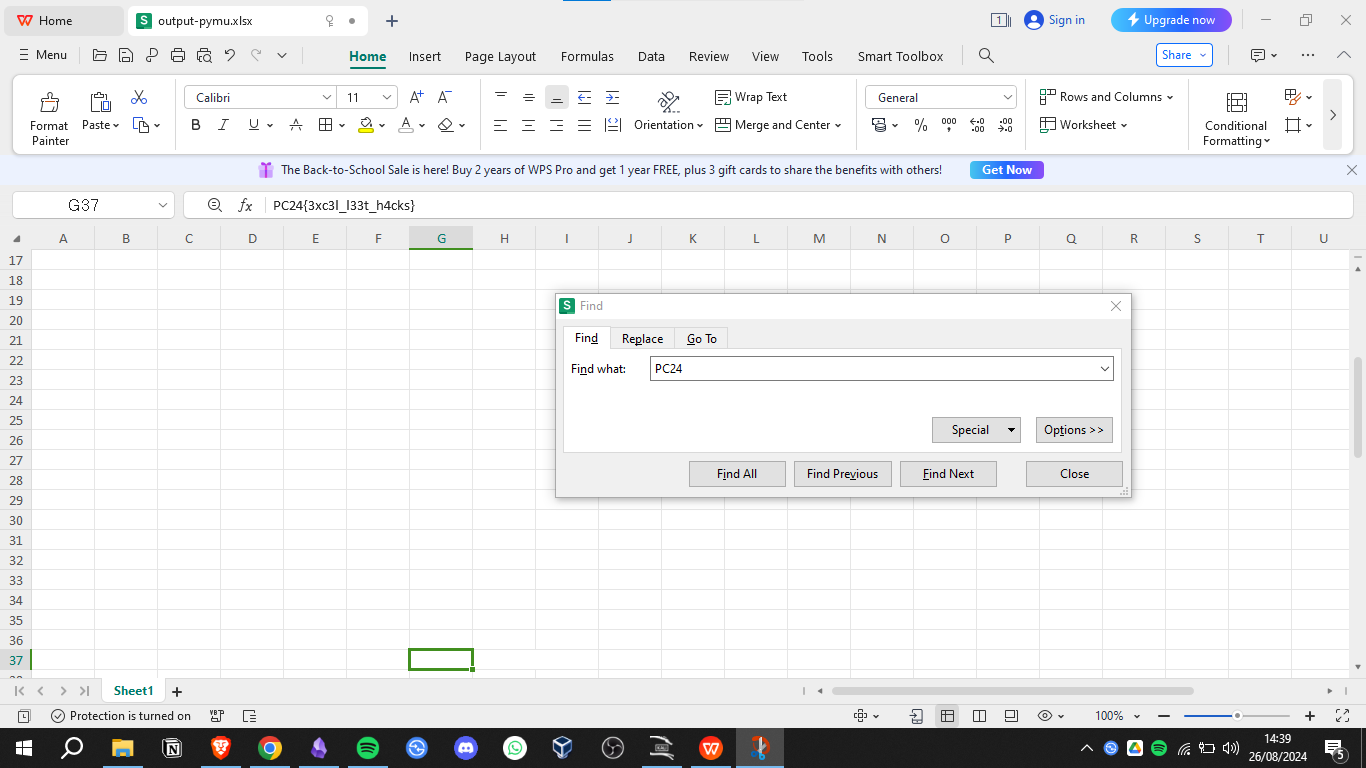 Home
output-pymu.xlsx
Sign in
Upgrade now
Menu
Home Insert Page Layout Formulas Data Review View Tools Smart Toolbox
Share
Format Painter
Paste
Calibri 11
Wrap Text
General
Rows and Columns
B I U A A
Orientation
Merge and Center
Worksheet
Conditional Formatting
The Back-to-School Sale is here! Buy 2 years of WPS Pro and get 1 year FREE, plus 3 gift cards to share the benefits with others!
Get Now
G37
fx
PC24{3xc3l_l33t_h4cks}
A B C D E F G H I J K L M N O P Q R S T U
17
18
19
20
21
22
23
24
25
26
27
28
29
30
31
32
33
34
35
36
37
Find
Find Replace Go To
Find what: PC24
Special Options >>
Find All Find Previous Find Next Close
Sheet1
Protection is turned on
100%
14:39
26/08/2024
5